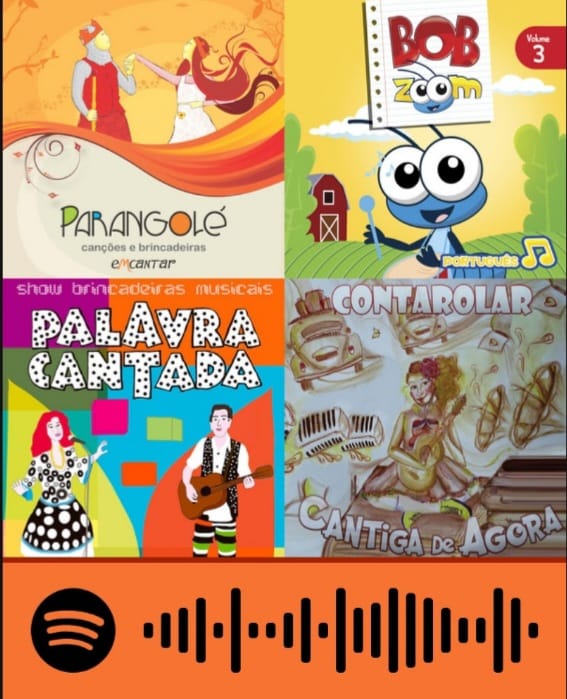 PARANGOLÉ
canções e brincadeiras
emcantar
BOB
zoom
Volume
3
PORTUGUÊS
show brincadeiras musicais
PALAVRA
CANTADA
CONTAROLAR
CANTIGA DE AGORA